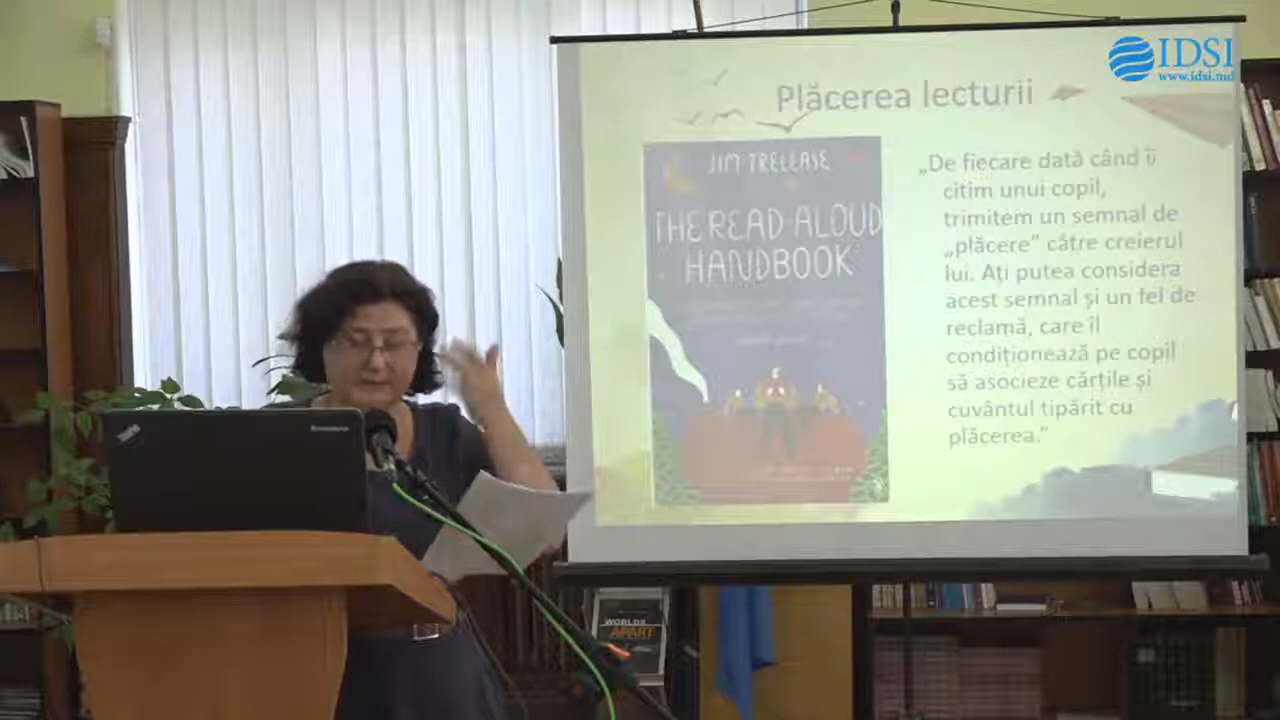 IDSI
www.idsi.md
Plăcerea lecturii
JIM TRELEASE
THE READ-ALOUD
HANDBOOK
„De fiecare dată când îi
citim unui copil,
trimitem un semnal de
„plăcere” către creierul
lui. Ați putea considera
acest semnal și un fel de
reclamă, care îl
condiționează pe copil
să asocieze cărțile și
cuvântul tipărit cu
plăcerea.”
ThinkPad
WORLDS
APART